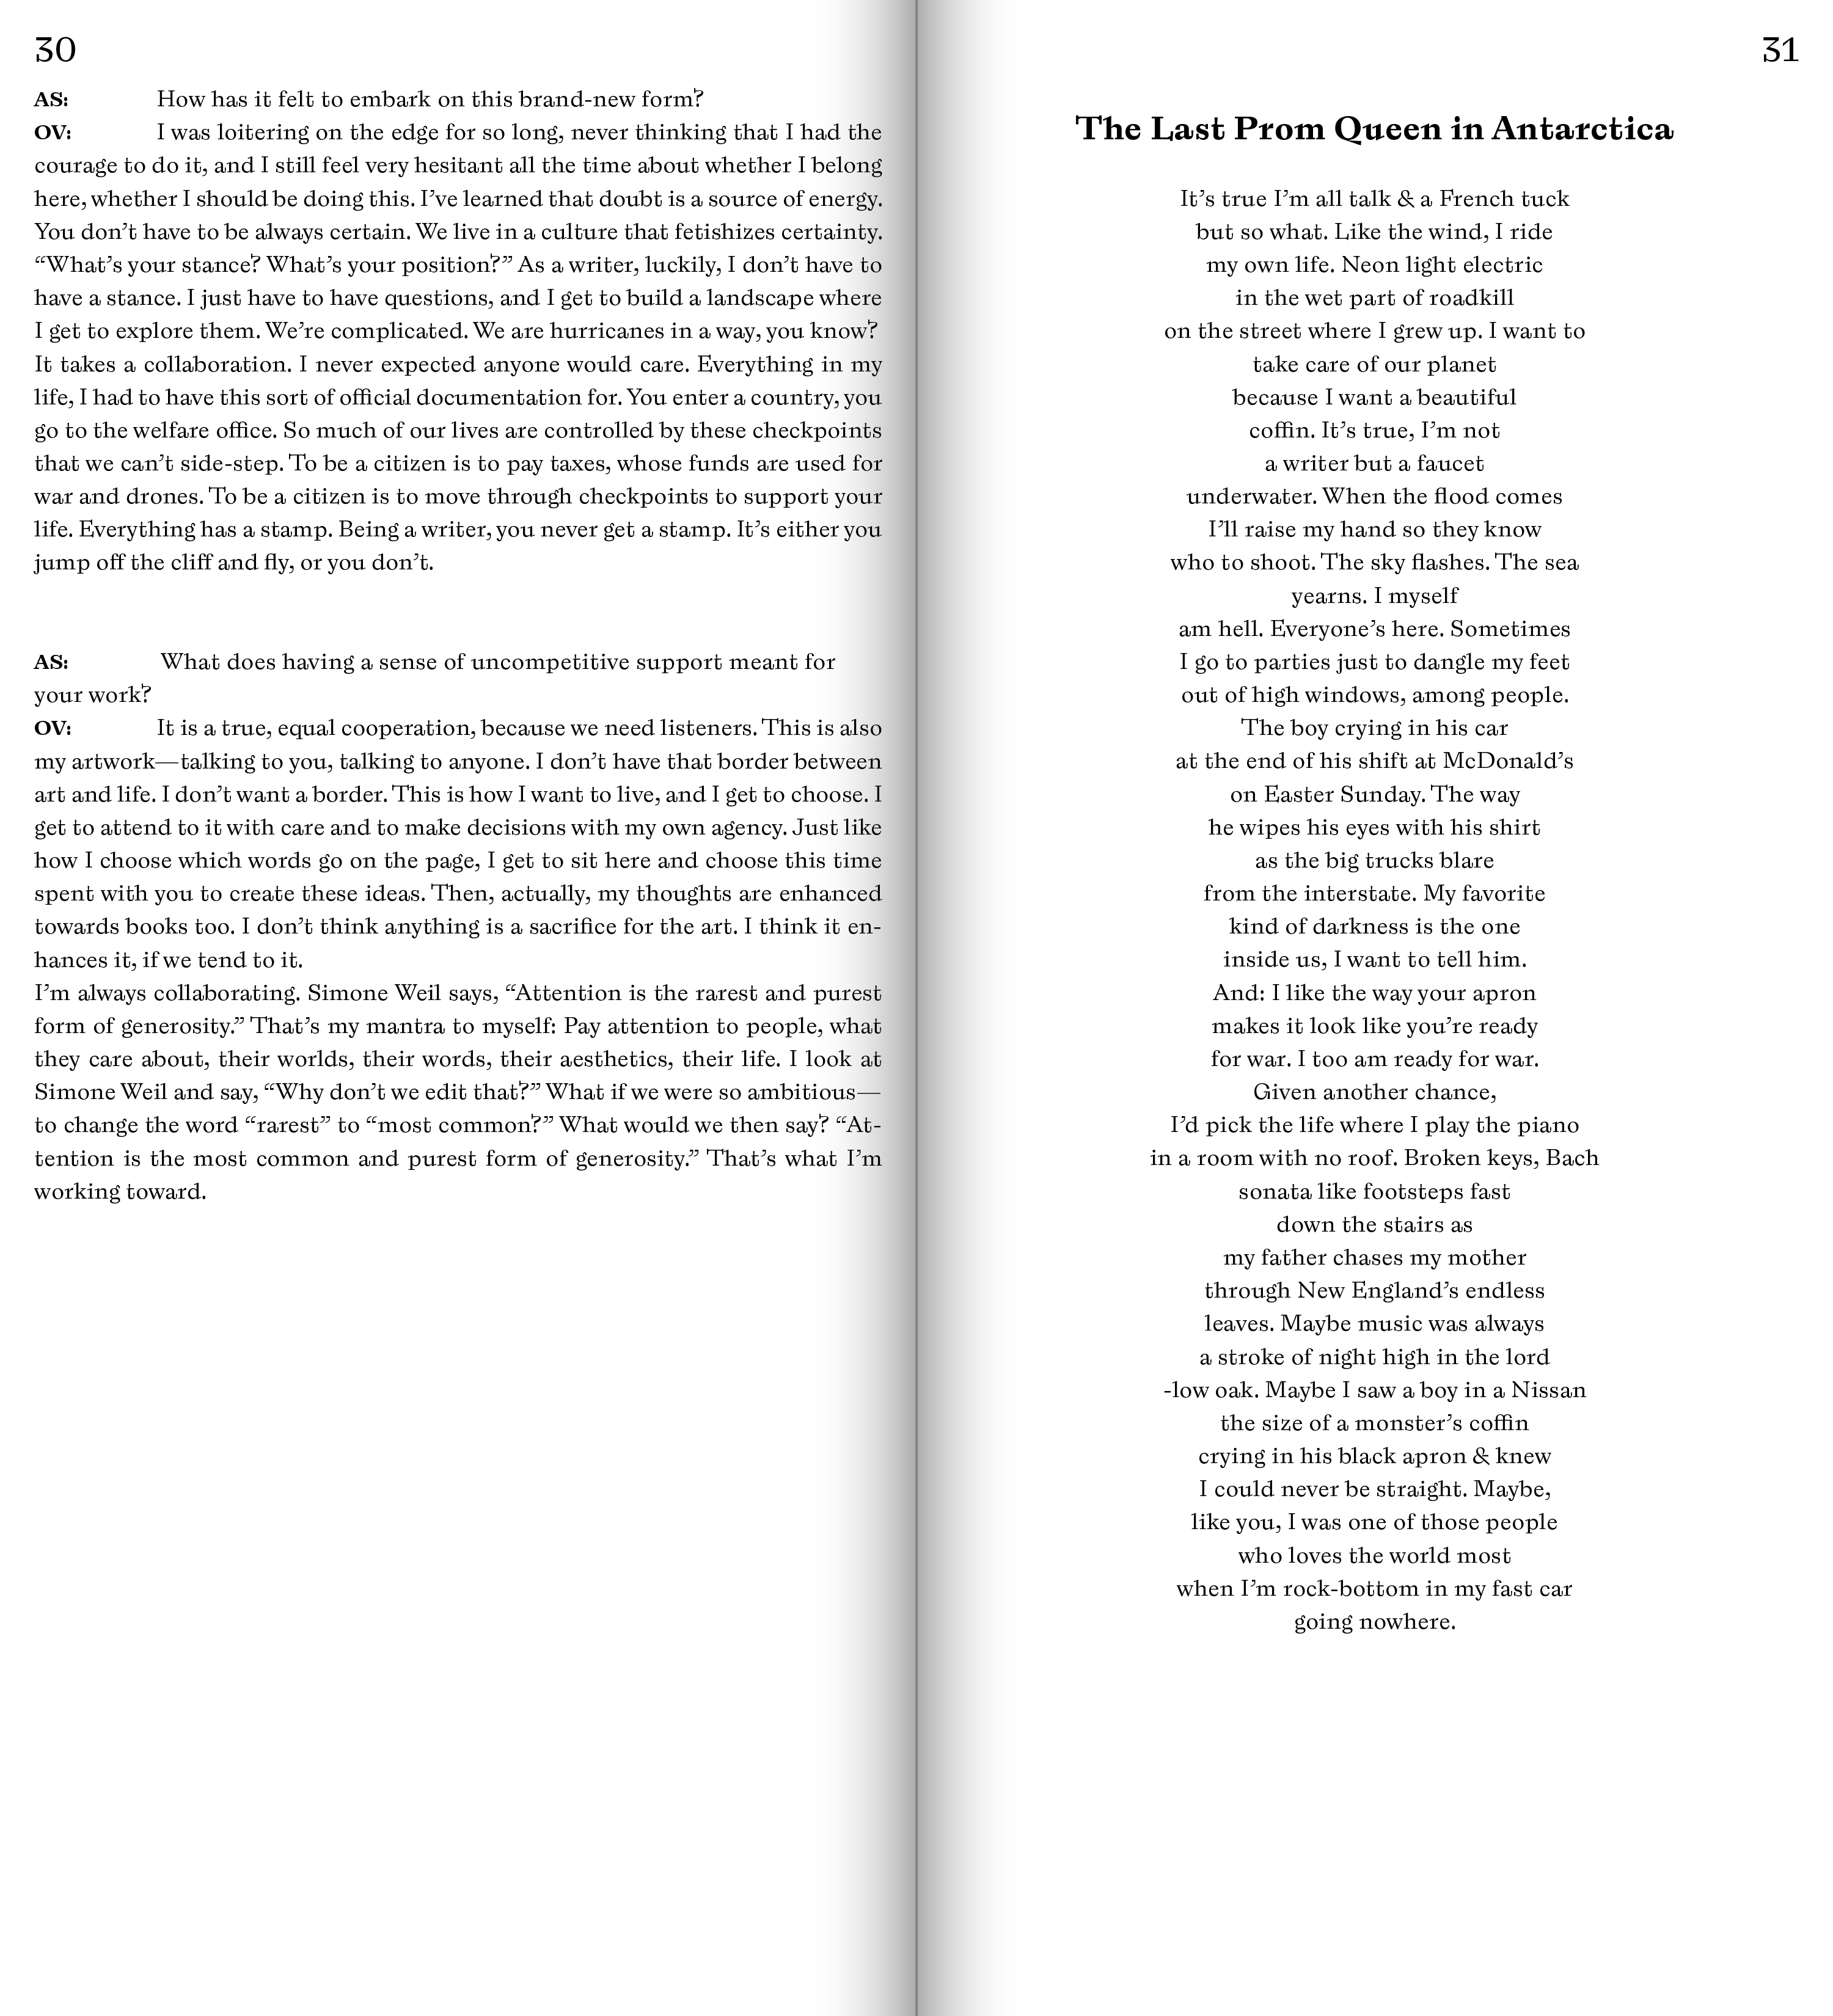 30
AS: How has it felt to embark on this brand-new form?
OV: I was loitering on the edge for so long, never thinking that I had the
courage to do it, and I still feel very hesitant all the time about whether I belong
here, whether I should be doing this. I’ve learned that doubt is a source of energy.
You don’t have to be always certain. We live in a culture that fetishizes certainty.
“What’s your stance? What’s your position?” As a writer, luckily, I don’t have to
have a stance. I just have to have questions, and I get to build a landscape where
I get to explore them. We’re complicated. We are hurricanes in a way, you know?
It takes a collaboration. I never expected anyone would care. Everything in my
life, I had to have this sort of official documentation for. You enter a country, you
go to the welfare office. So much of our lives are controlled by these checkpoints
that we can’t side-step. To be a citizen is to pay taxes, whose funds are used for
war and drones. To be a citizen is to move through checkpoints to support your
life. Everything has a stamp. Being a writer, you never get a stamp. It’s either you
jump off the cliff and fly, or you don’t.
AS: What does having a sense of uncompetitive support meant for
your work?
OV: It is a true, equal cooperation, because we need listeners. This is also
my artwork—talking to you, talking to anyone. I don’t have that border between
art and life. I don’t want a border. This is how I want to live, and I get to choose. I
get to attend to it with care and to make decisions with my own agency. Just like
how I choose which words go on the page, I get to sit here and choose this time
spent with you to create these ideas. Then, actually, my thoughts are enhanced
towards books too. I don’t think anything is a sacrifice for the art. I think it en-
hances it, if we tend to it.
I’m always collaborating. Simone Weil says, “Attention is the rarest and purest
form of generosity.” That’s my mantra to myself: Pay attention to people, what
they care about, their worlds, their words, their aesthetics, their life. I look at
Simone Weil and say, “Why don’t we edit that?” What if we were so ambitious—
to change the word “rarest” to “most common?” What would we then say? “At-
tention is the most common and purest form of generosity.” That’s what I’m
working toward.
31
The Last Prom Queen in Antarctica
It’s true I’m all talk & a French tuck
but so what. Like the wind, I ride
my own life. Neon light electric
in the wet part of roadkill
on the street where I grew up. I want to
take care of our planet
because I want a beautiful
coffin. It’s true, I’m not
a writer but a faucet
underwater. When the flood comes
I’ll raise my hand so they know
who to shoot. The sky flashes. The sea
yearns. I myself
am hell. Everyone’s here. Sometimes
I go to parties just to dangle my feet
out of high windows, among people.
The boy crying in his car
at the end of his shift at McDonald’s
on Easter Sunday. The way
he wipes his eyes with his shirt
as the big trucks blare
from the interstate. My favorite
kind of darkness is the one
inside us, I want to tell him.
And: I like the way your apron
makes it look like you’re ready
for war. I too am ready for war.
Given another chance,
I’d pick the life where I play the piano
in a room with no roof. Broken keys, Bach
sonata like footsteps fast
down the stairs as
my father chases my mother
through New England’s endless
leaves. Maybe music was always
a stroke of night high in the lord
-low oak. Maybe I saw a boy in a Nissan
the size of a monster’s coffin
crying in his black apron & knew
I could never be straight. Maybe,
like you, I was one of those people
who loves the world most
when I’m rock-bottom in my fast car
going nowhere.